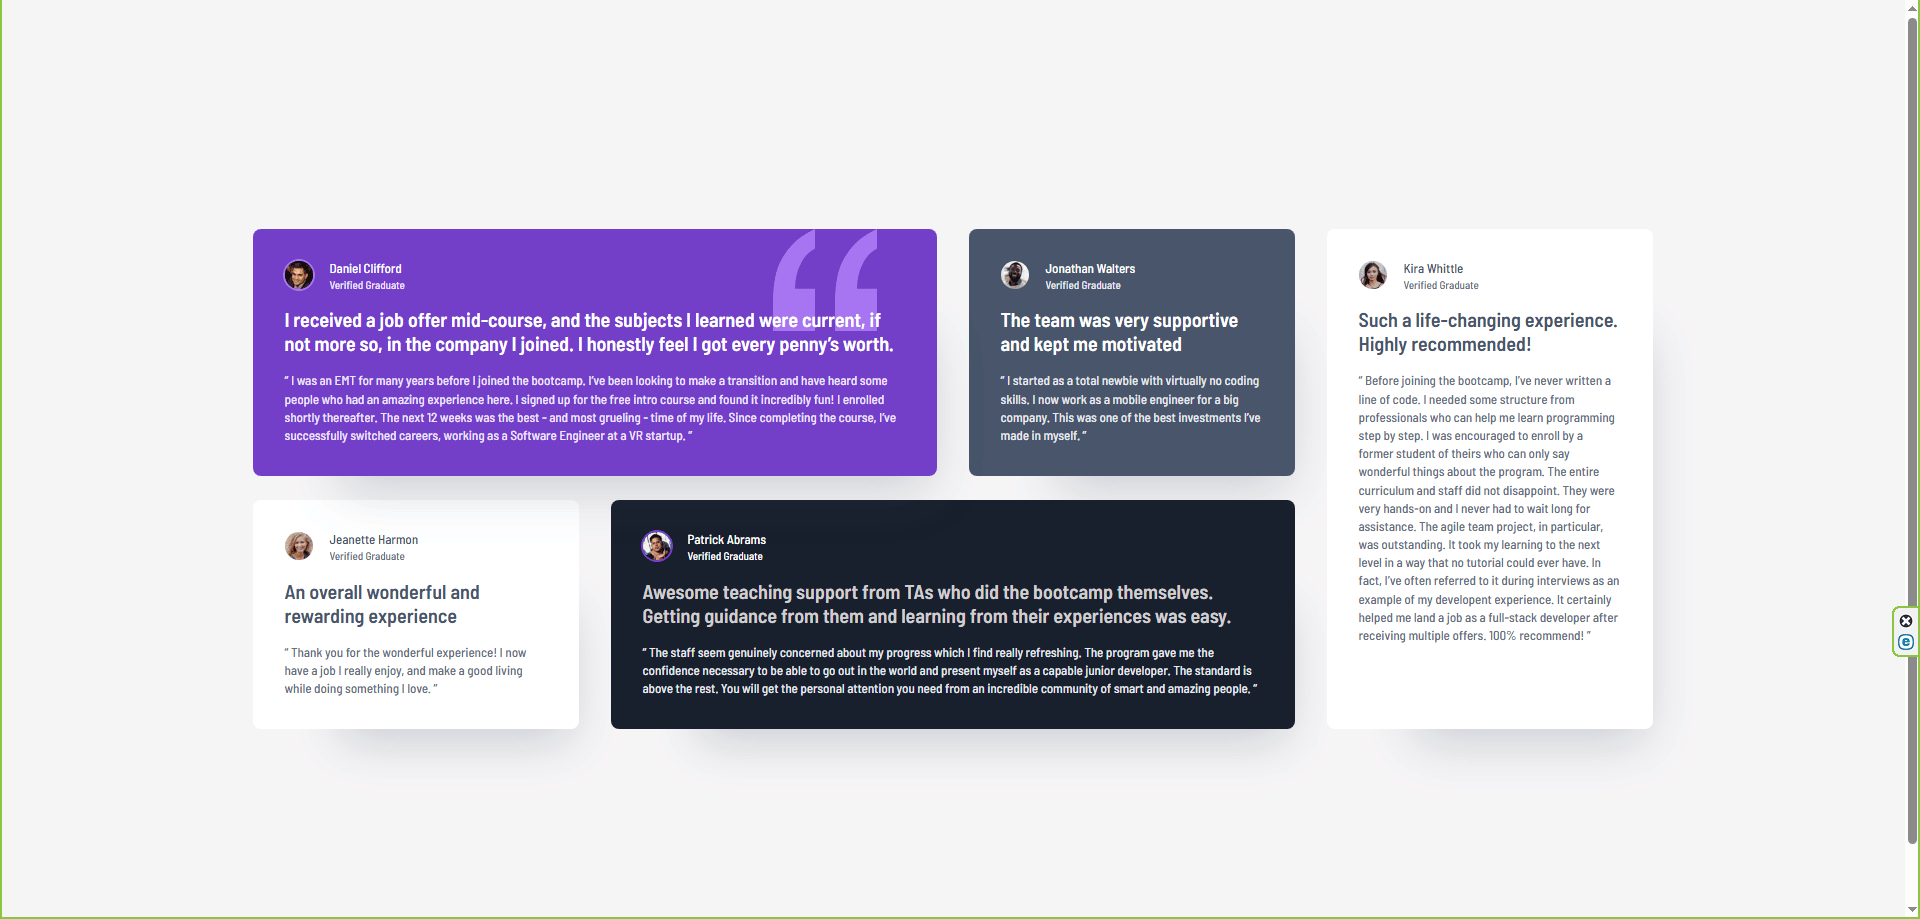 Daniel Clifford
Verified Graduate
I received a job offer mid-course, and the subjects I learned were current, if
not more so, in the company I joined. I honestly feel I got every penny’s worth.
“ I was an EMT for many years before I joined the bootcamp. I’ve been looking to make a transition and have heard some
people who had an amazing experience here. I signed up for the free intro course and found it incredibly fun! I enrolled
shortly thereafter. The next 12 weeks was the best - and most grueling - time of my life. Since completing the course, I’ve
successfully switched careers, working as a Software Engineer at a VR startup. ”
Jonathan Walters
Verified Graduate
The team was very supportive
and kept me motivated
“ I started as a total newbie with virtually no coding
skills. I now work as a mobile engineer for a big
company. This was one of the best investments I’ve
made in myself. ”
Kira Whittle
Verified Graduate
Such a life-changing experience.
Highly recommended!
“ Before joining the bootcamp, I’ve never written a
line of code. I needed some structure from
professionals who can help me learn programming
step by step. I was encouraged to enroll by a
former student of theirs who can only say
wonderful things about the program. The entire
curriculum and staff did not disappoint. They were
very hands-on and I never had to wait long for
assistance. The agile team project, in particular,
was outstanding. It took my learning to the next
level in a way that no tutorial could ever have. In
fact, I’ve often referred to it during interviews as an
example of my developent experience. It certainly
helped me land a job as a full-stack developer after
receiving multiple offers. 100% recommend! ”
Jeanette Harmon
Verified Graduate
An overall wonderful and
rewarding experience
“ Thank you for the wonderful experience! I now
have a job I really enjoy, and make a good living
while doing something I love. ”
Patrick Abrams
Verified Graduate
Awesome teaching support from TAs who did the bootcamp themselves.
Getting guidance from them and learning from their experiences was easy.
“ The staff seem genuinely concerned about my progress which I find really refreshing. The program gave me the
confidence necessary to be able to go out in the world and present myself as a capable junior developer. The standard is
above the rest. You will get the personal attention you need from an incredible community of smart and amazing people. ”